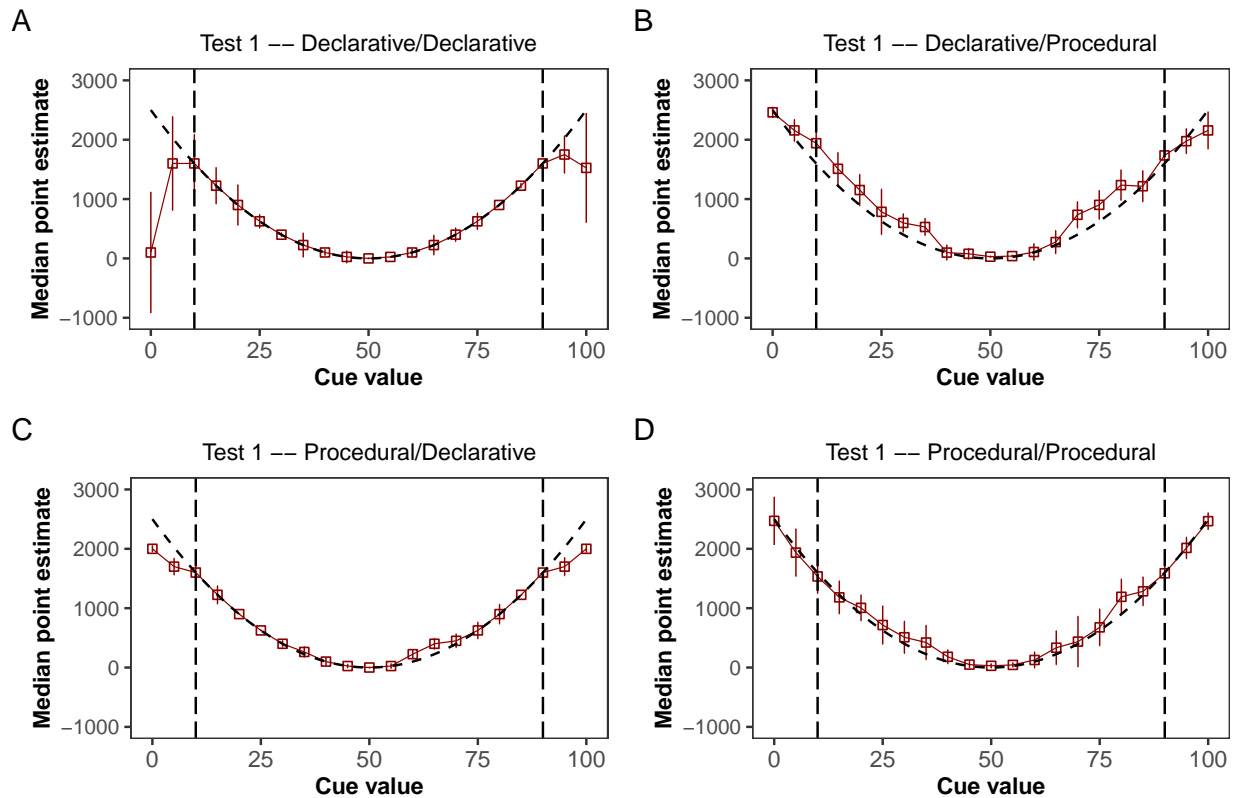 A
Test 1 −− Declarative/Declarative
3000
2000
1000
0
−1000
0 25 50 75 100
Median point estimate
Cue value
B
Test 1 −− Declarative/Procedural
3000
2000
1000
0
−1000
0 25 50 75 100
Median point estimate
Cue value
C
Test 1 −− Procedural/Declarative
3000
2000
1000
0
−1000
0 25 50 75 100
Median point estimate
Cue value
D
Test 1 −− Procedural/Procedural
3000
2000
1000
0
−1000
0 25 50 75 100
Median point estimate
Cue value